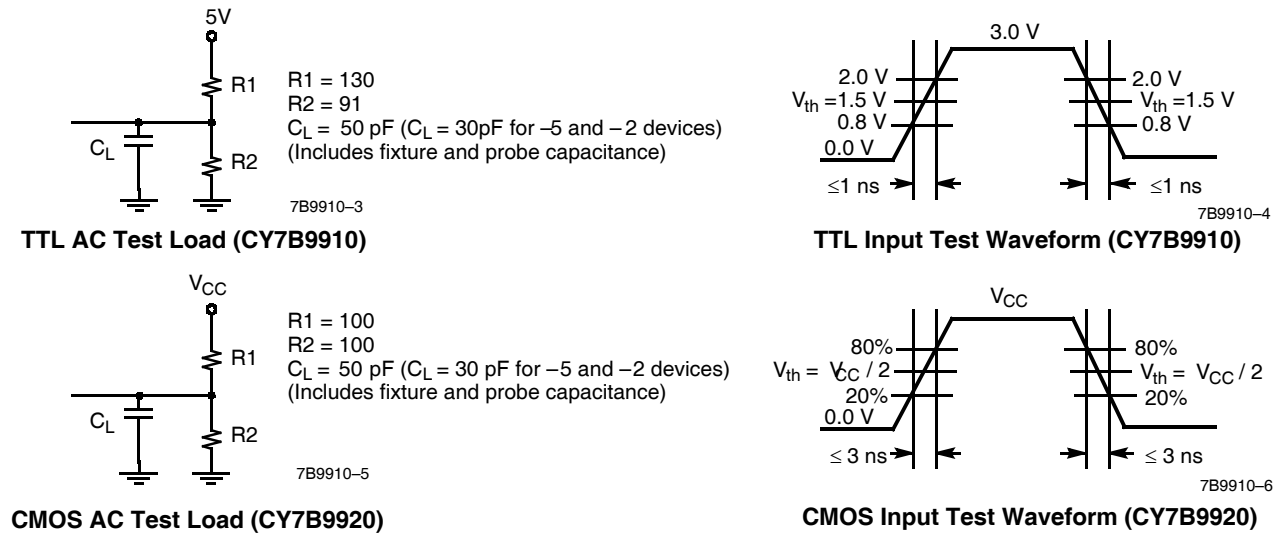 5V
R1
R1 = 130
R2 = 91
C_L = 50 pF (C_L = 30pF for –5 and – 2 devices)
(Includes fixture and probe capacitance)
C_L
R2
7B9910–3
TTL AC Test Load (CY7B9910)
3.0 V
2.0 V
V_th =1.5 V
0.8 V
0.0 V
2.0 V
V_th =1.5 V
0.8 V
≤1 ns
≤1 ns
7B9910–4
TTL Input Test Waveform (CY7B9910)
V_CC
R1
R1 = 100
R2 = 100
C_L = 50 pF (C_L = 30 pF for –5 and –2 devices)
(Includes fixture and probe capacitance)
C_L
R2
7B9910–5
CMOS AC Test Load (CY7B9920)
V_CC
80%
V_th = V_CC / 2
20%
0.0 V
80%
V_th = V_CC / 2
20%
≤ 3 ns
≤ 3 ns
7B9910–6
CMOS Input Test Waveform (CY7B9920)